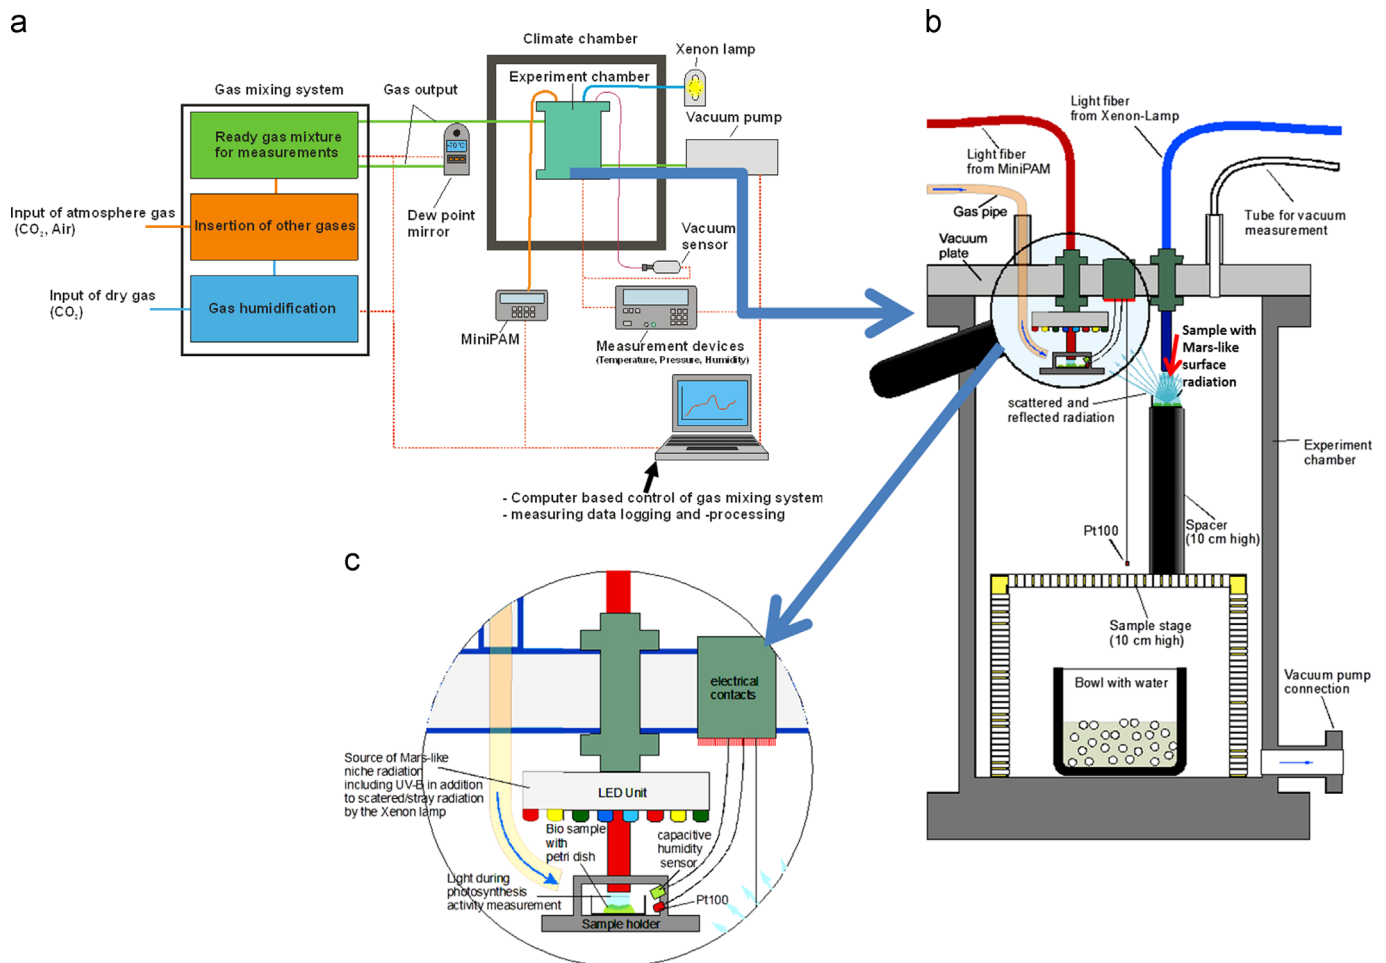 a
Climate chamber
Xenon lamp
Experiment chamber
Gas mixing system
Gas output
Vacuum pump
Ready gas mixture
for measurements
-70°C
Input of atmosphere gas
(CO₂, Air)
Insertion of other gases
Dew point
mirror
Vacuum
sensor
Input of dry gas
(CO₂)
Gas humidification
MiniPAM
Measurement devices
(Temperature, Pressure, Humidity)
- Computer based control of gas mixing system
- measuring data logging and -processing
b
Light fiber
from Xenon-Lamp
Light fiber
from MiniPAM
Gas pipe
Tube for vacuum
measurement
Vacuum
plate
Sample with
Mars-like
surface
radiation
scattered and
reflected radiation
Experiment
chamber
Spacer
(10 cm high)
Pt100
Sample stage
(10 cm high)
Bowl with water
Vacuum pump
connection
c
electrical
contacts
Source of Mars-like
niche radiation
including UV-B in addition
to scatered/stray radiation
by the Xenon lamp
LED Unit
Bio sample
with
petri dish
capacitive
humidity
sensor
Light during
photosynthesis
activity measurement
Pt100
Sample holder